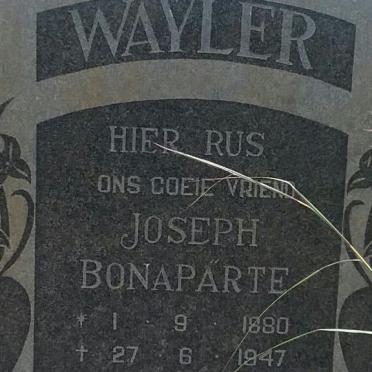 WAYLER
HIER RUS
ONS GOEIE VRIEND
JOSEPH
BONAPARTE
* 1 . 9 . 1880
† 27 . 6 . 1947